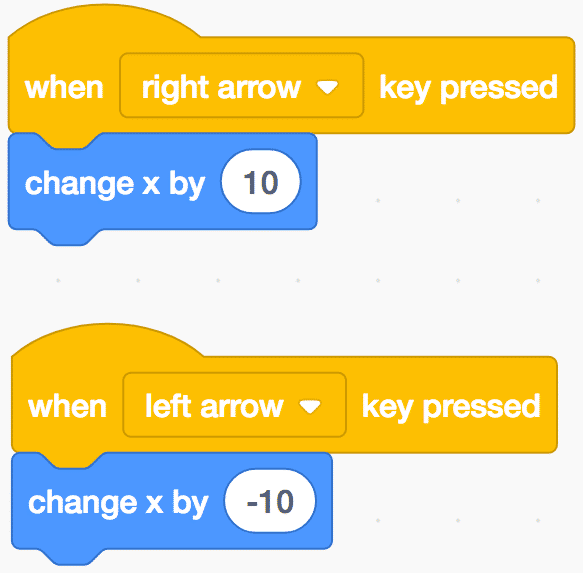 when right arrow key pressed
change x by 10
when left arrow key pressed
change x by -10